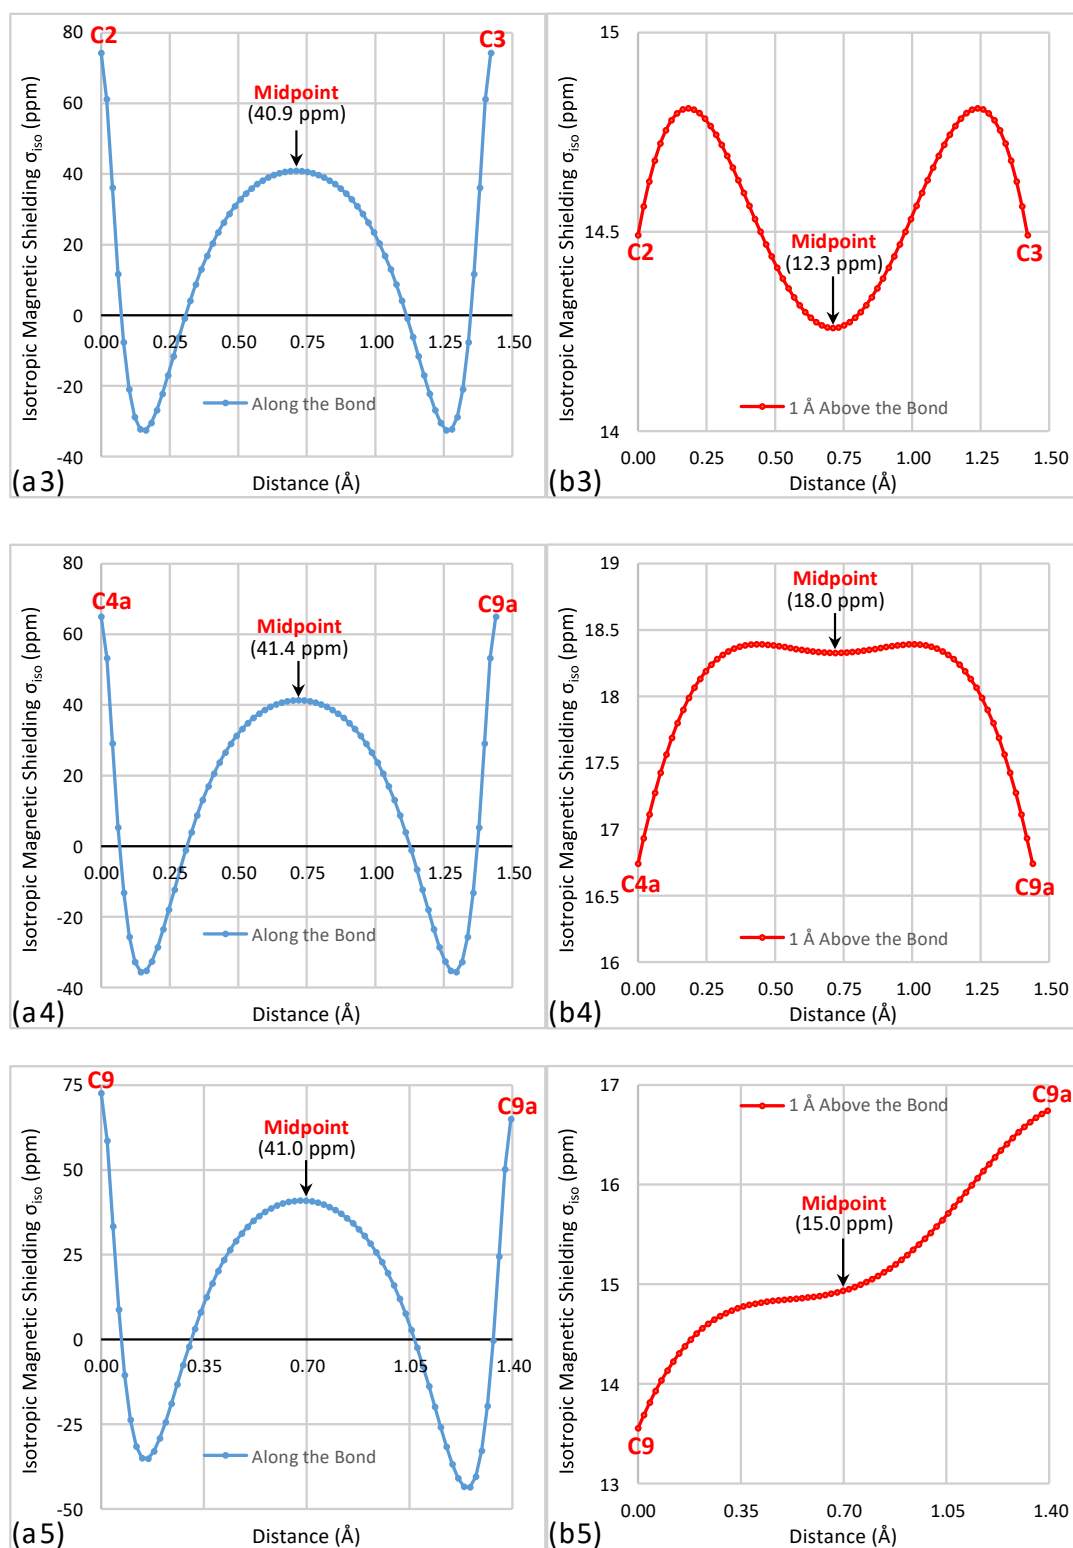 80
60
40
20
0
-20
-40
0.00 0.25 0.50 0.75 1.00 1.25 1.50
Isotropic Magnetic Shielding σiso (ppm)
Distance (Å)
C2
C3
Midpoint
(40.9 ppm)
Along the Bond
(a3)
15
14.5
14
0.00 0.25 0.50 0.75 1.00 1.25 1.50
Isotropic Magnetic Shielding σiso (ppm)
Distance (Å)
C2
C3
Midpoint
(12.3 ppm)
1 Å Above the Bond
(b3)
80
60
40
20
0
-20
-40
0.00 0.25 0.50 0.75 1.00 1.25 1.50
Isotropic Magnetic Shielding σiso (ppm)
Distance (Å)
C4a
C9a
Midpoint
(41.4 ppm)
Along the Bond
(a4)
19
18.5
18
17.5
17
16.5
16
0.00 0.25 0.50 0.75 1.00 1.25 1.50
Isotropic Magnetic Shielding σiso (ppm)
Distance (Å)
C4a
C9a
Midpoint
(18.0 ppm)
1 Å Above the Bond
(b4)
75
50
25
0
-25
-50
0.00 0.35 0.70 1.05 1.40
Isotropic Magnetic Shielding σiso (ppm)
Distance (Å)
C9
C9a
Midpoint
(41.0 ppm)
Along the Bond
(a5)
17
16
15
14
13
0.00 0.35 0.70 1.05 1.40
Isotropic Magnetic Shielding σiso (ppm)
Distance (Å)
C9
C9a
Midpoint
(15.0 ppm)
1 Å Above the Bond
(b5)